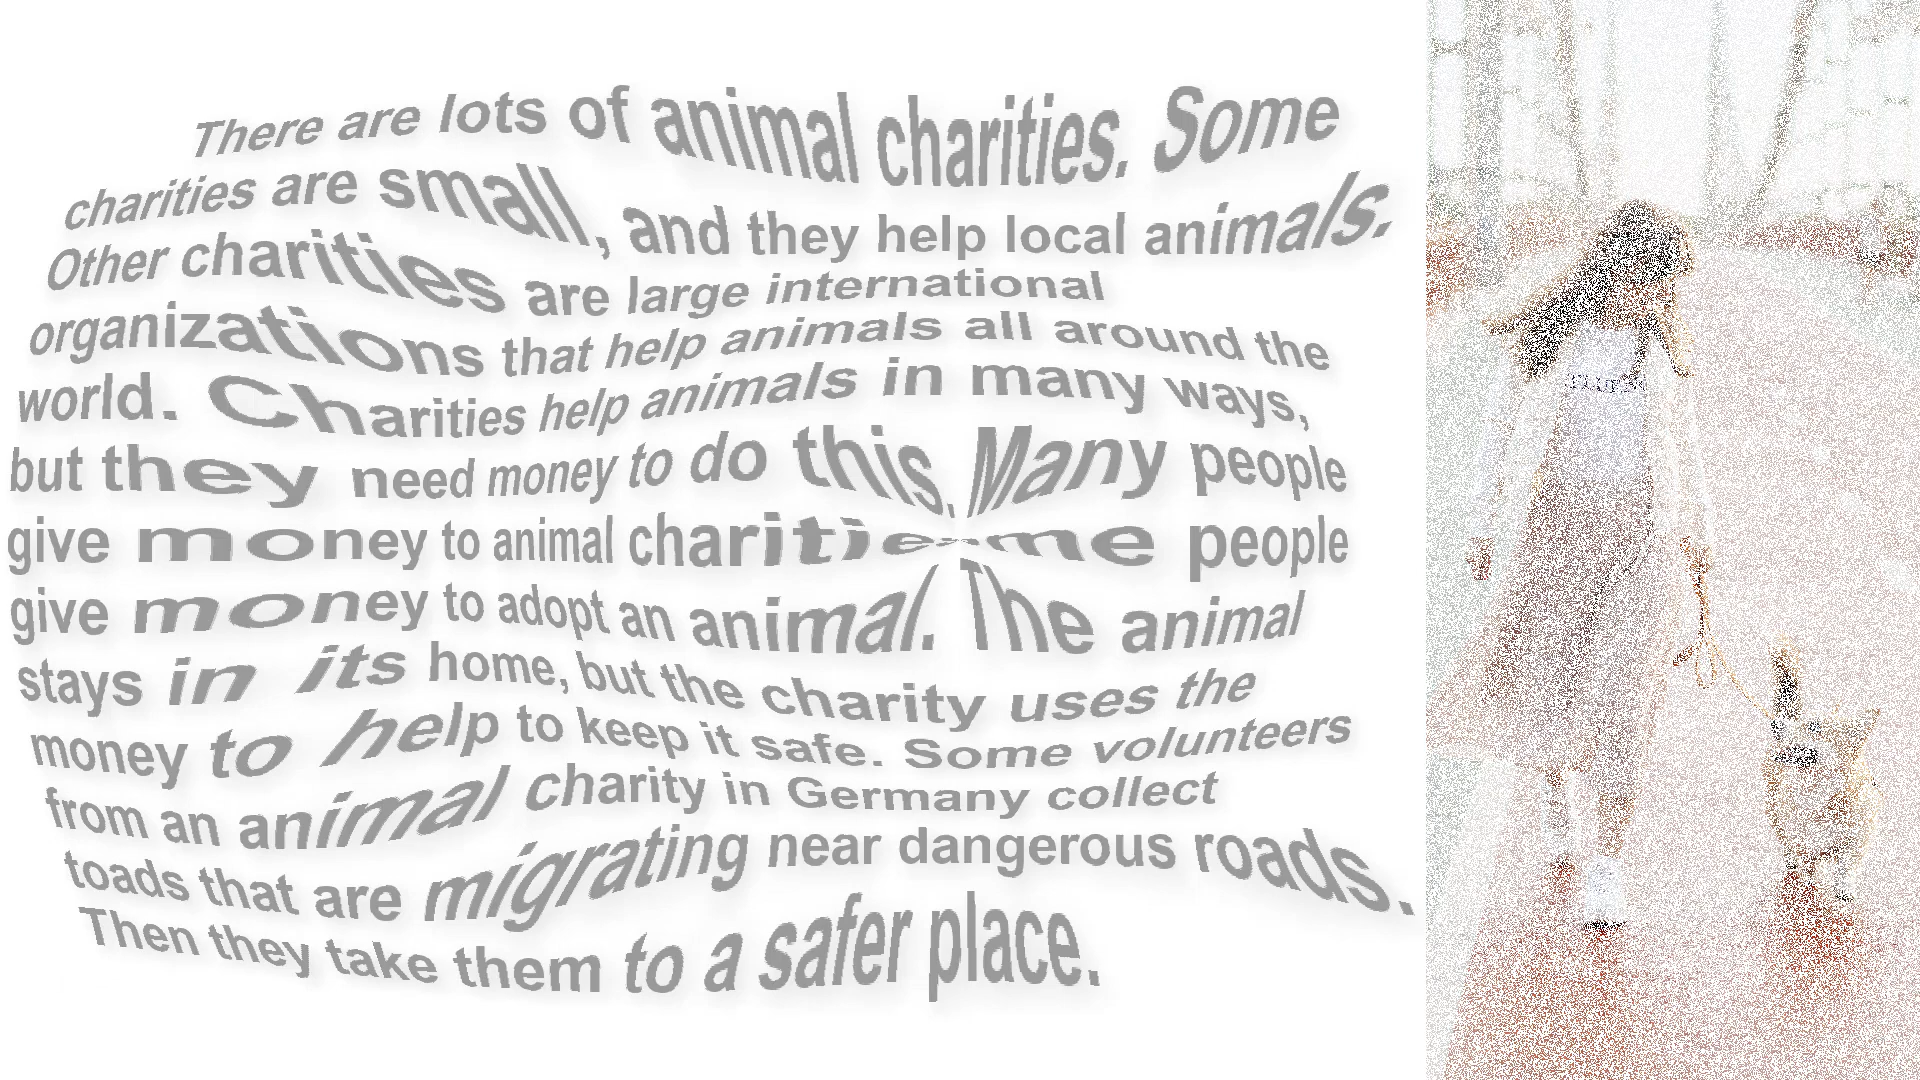 There are lots of animal charities. Some
charities are small, and they help local animals.
Other charities are large international
organizations that help animals all around the
world. Charities help animals in many ways,
but they need money to do this. Many people
give money to animal people
give money to adopt an animal. The animal
stays in its home, but the charity uses the
money to help to keep it safe. Some volunteers
from an animal charity in Germany collect
toads that are migrating near dangerous roads.
Then they take them to a safer place.